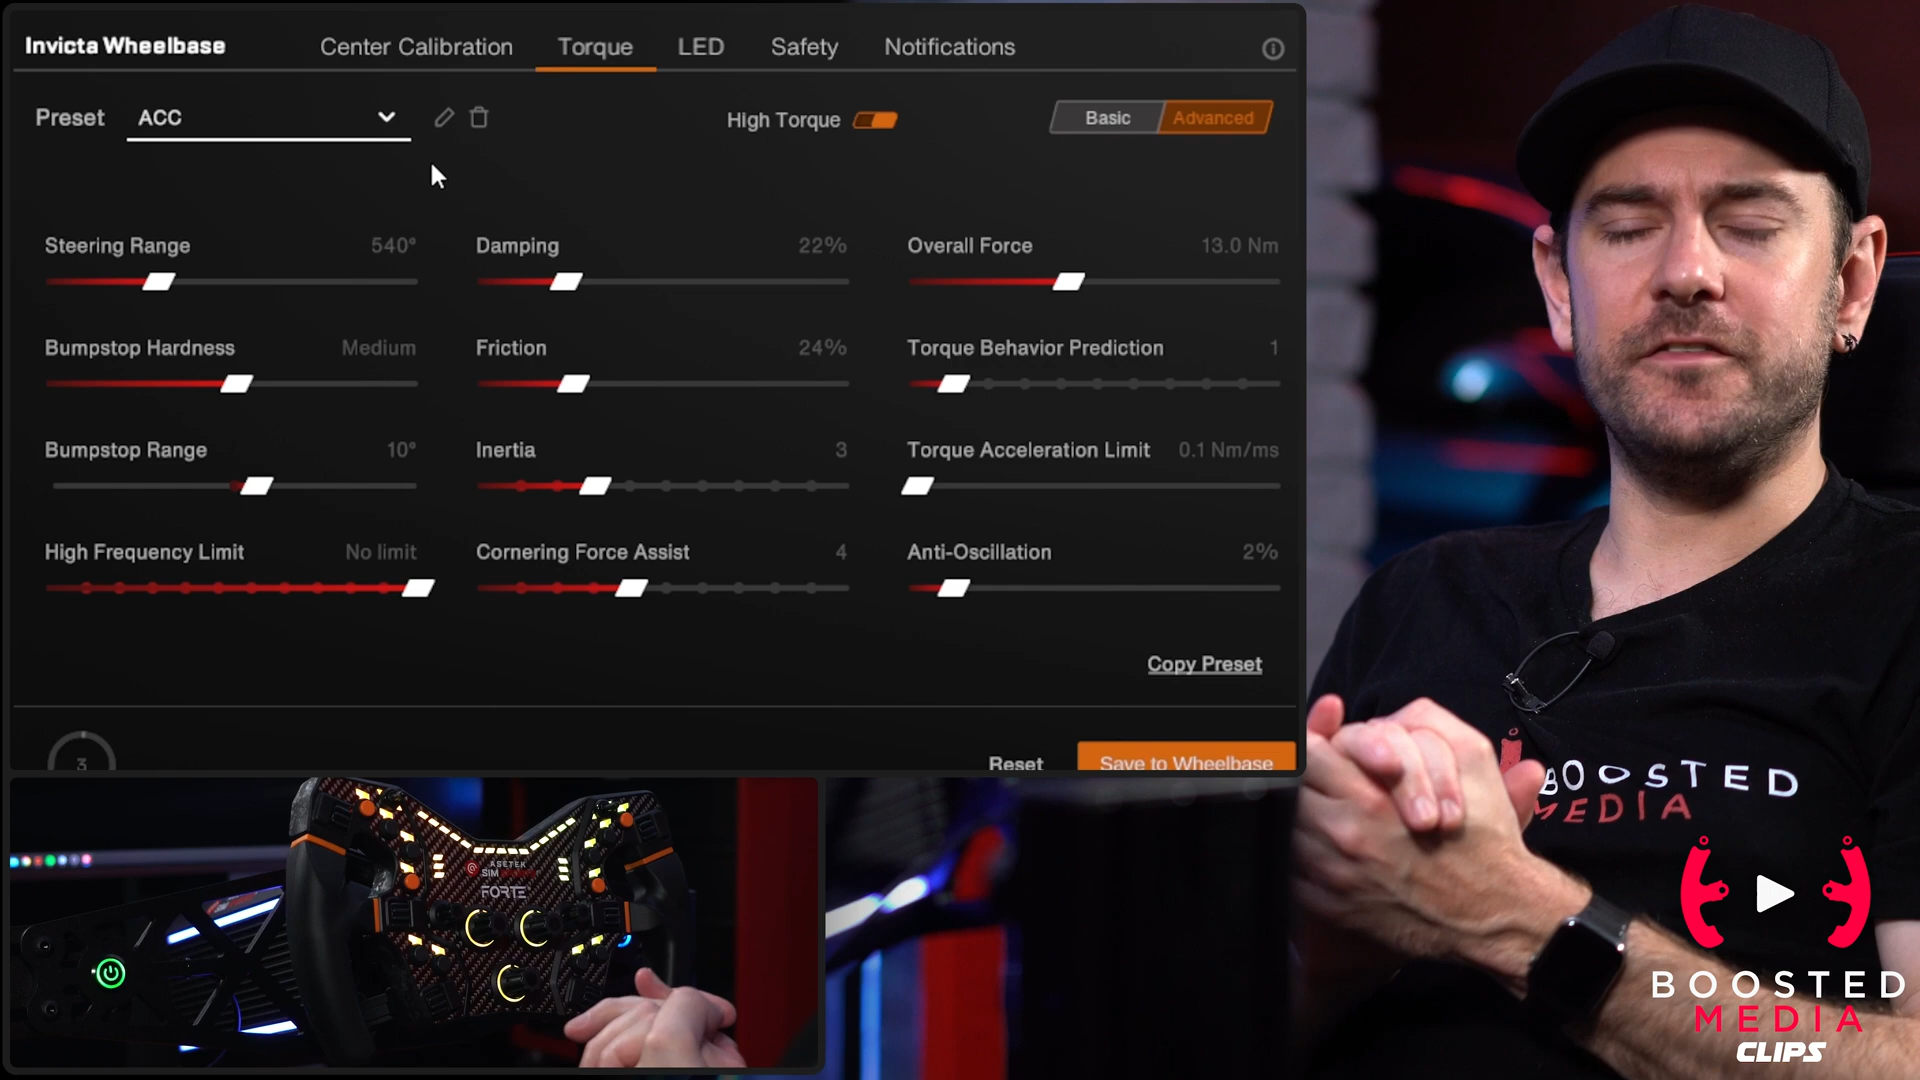 Invicta Wheelbase
Center Calibration
Torque
LED
Safety
Notifications
Preset
ACC
High Torque
Basic
Advanced
Steering Range
540°
Damping
22%
Overall Force
13.0 Nm
Bumpstop Hardness
Medium
Friction
24%
Torque Behavior Prediction
1
Bumpstop Range
10°
Inertia
3
Torque Acceleration Limit
0.1 Nm/ms
High Frequency Limit
No limit
Cornering Force Assist
4
Anti-Oscillation
2%
Copy Preset
3
Reset
Save to Wheelbase
ASETEK
SIM
FORTE
BOOSTED
MEDIA
BOOSTED
MEDIA
CLIPS